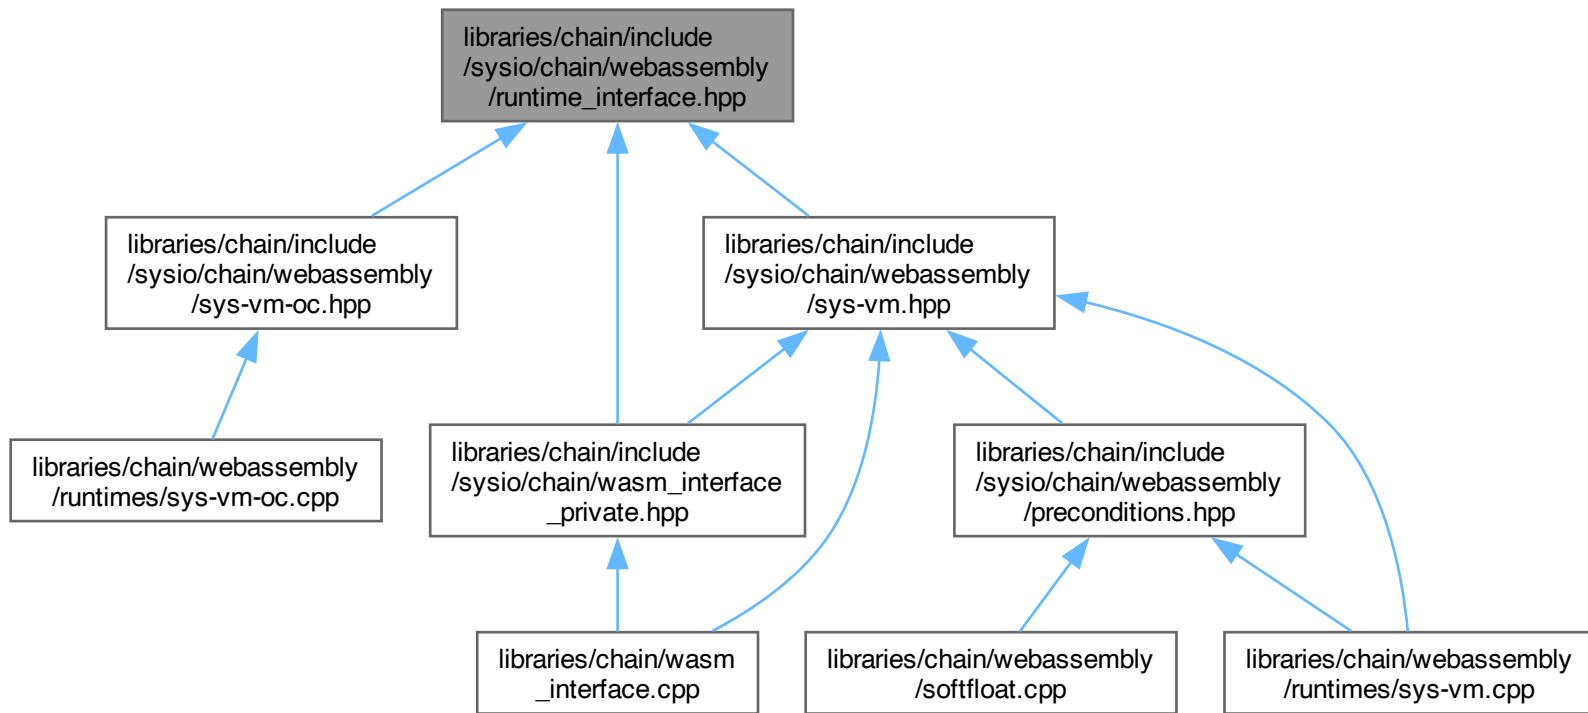 libraries/chain/include
/sysio/chain/webassembly
/runtime_interface.hpp
libraries/chain/include
/sysio/chain/webassembly
/sys-vm-oc.hpp
libraries/chain/include
/sysio/chain/webassembly
/sys-vm.hpp
libraries/chain/webassembly
/runtimes/sys-vm-oc.cpp
libraries/chain/include
/sysio/chain/wasm_interface
_private.hpp
libraries/chain/include
/sysio/chain/webassembly
/preconditions.hpp
libraries/chain/wasm
_interface.cpp
libraries/chain/webassembly
/softfloat.cpp
libraries/chain/webassembly
/runtimes/sys-vm.cpp